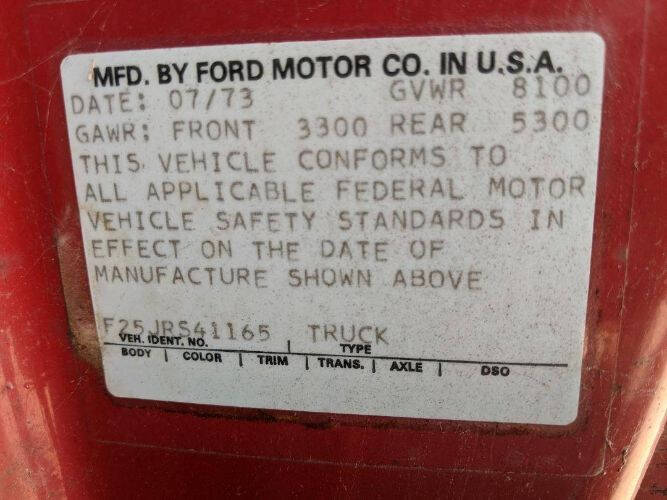 MFD. BY FORD MOTOR CO. IN U.S.A.
DATE: 07/73 GVWR 8100
GAWR: FRONT 3300 REAR 5300
THIS VEHICLE CONFORMS TO
ALL APPLICABLE FEDERAL MOTOR
VEHICLE SAFETY STANDARDS IN
EFFECT ON THE DATE OF
MANUFACTURE SHOWN ABOVE
F25JRS41165 TRUCK
VEH. IDENT. NO. | TYPE
BODY | COLOR | TRIM | TRANS. | AXLE | DSO